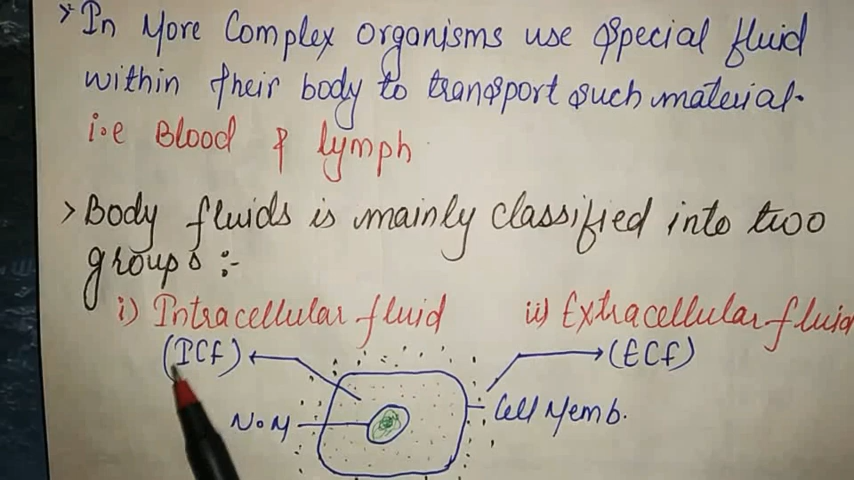 > In More Complex organisms use special fluid
within their body to transport such material.
i.e Blood & lymph
> Body fluids is mainly classified into two
groups :-
i) Intracellular fluid ii) Extracellular fluid
(ICF) (ECF)
N.M Cell Memb.